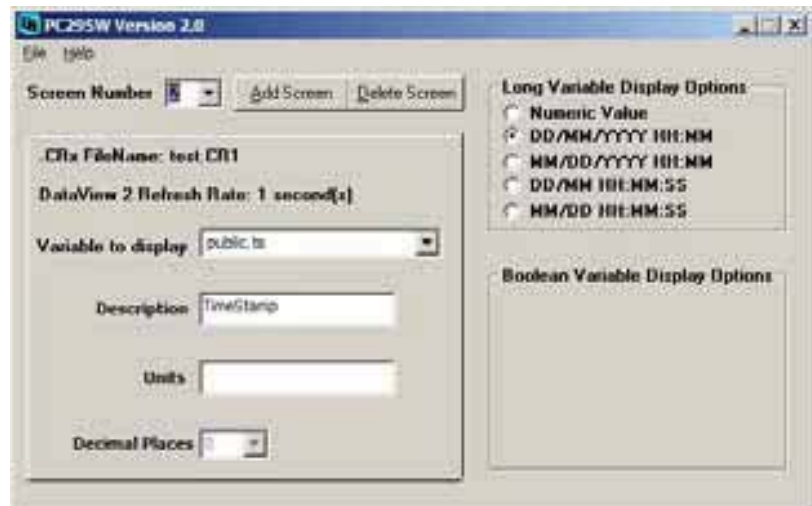 PC295W Version 2.0
File Help
Screen Number Add Screen Delete Screen
.CRx FileName: test.CR1
DataView 2 Refresh Rate: 1 second(s)
Variable to display public.ts
Description TimeStamp
Units
Decimal Places
Long Variable Display Options
Numeric Value
DD/MM/YYYY HH:MM
MM/DD/YYYY HH:MM
DD/MM HH:MM:SS
MM/DD HH:MM:SS
Boolean Variable Display Options